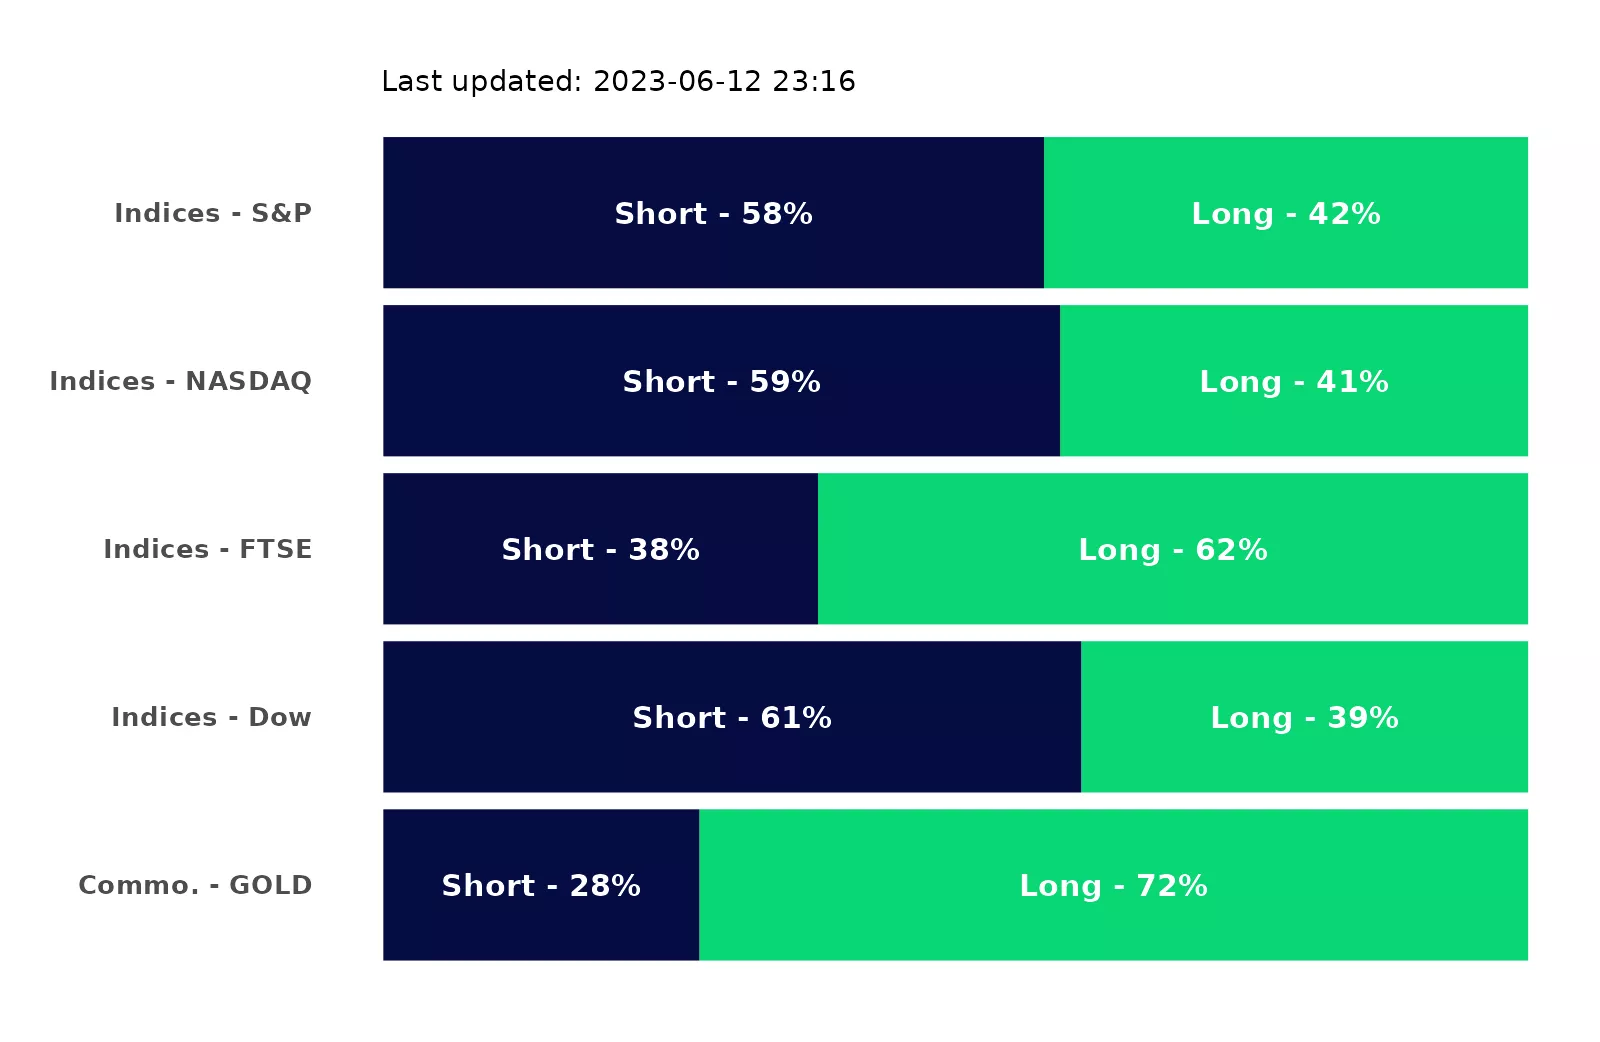 Last updated: 2023-06-12 23:16
Indices - S&P Short - 58% Long - 42%
Indices - NASDAQ Short - 59% Long - 41%
Indices - FTSE Short - 38% Long - 62%
Indices - Dow Short - 61% Long - 39%
Commo. - GOLD Short - 28% Long - 72%